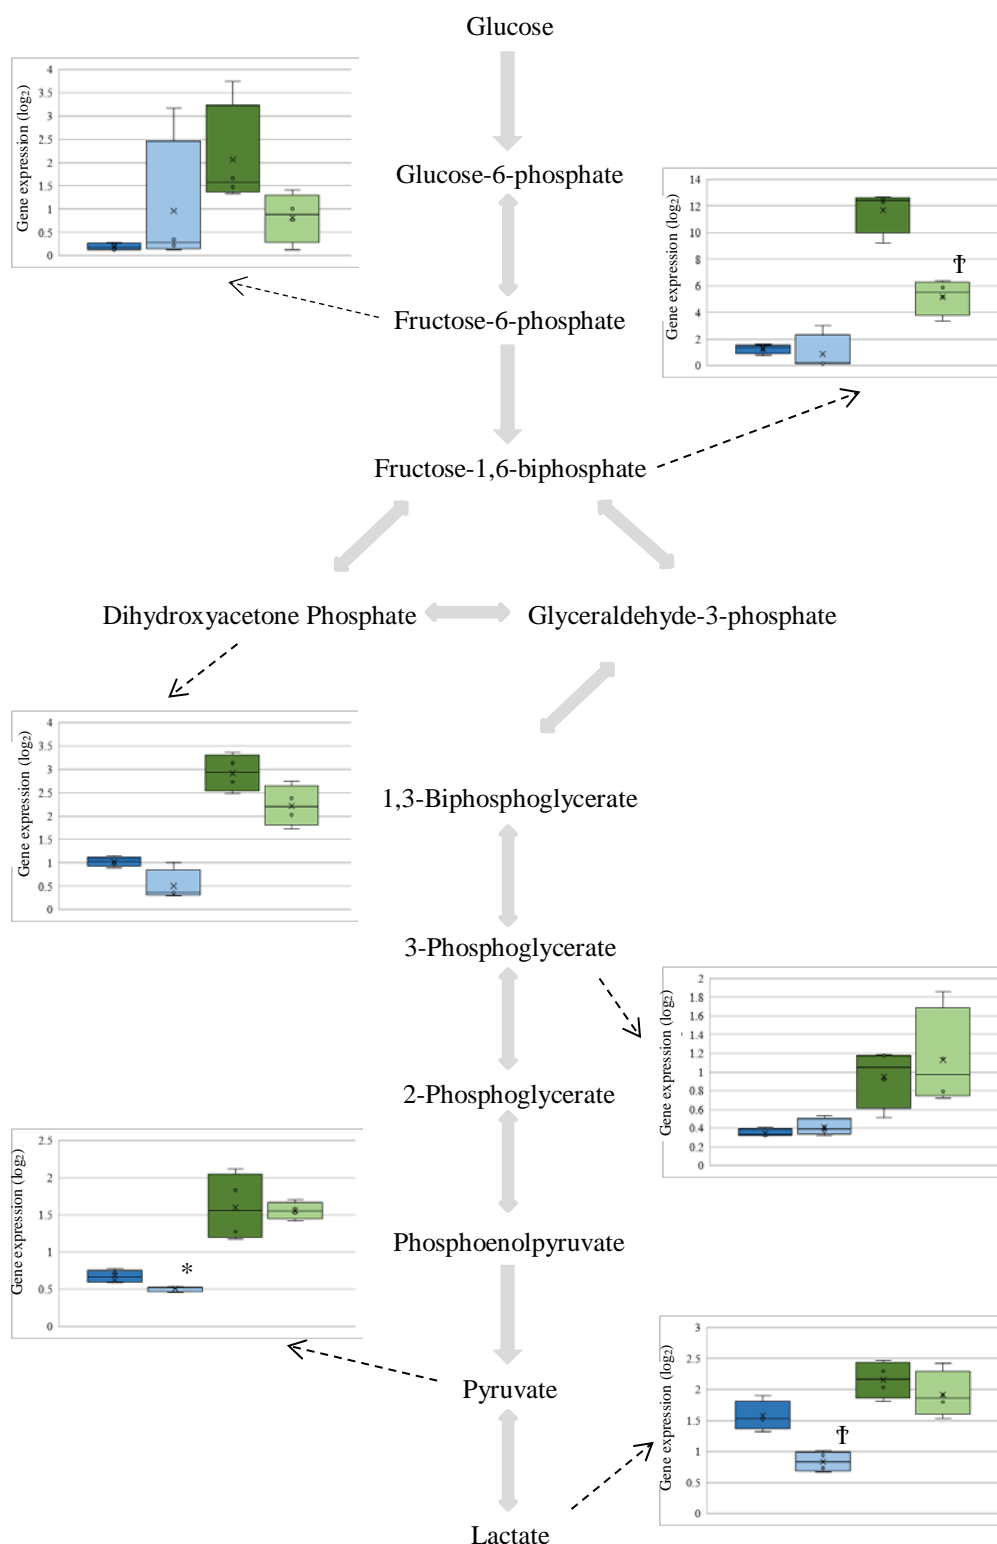 Glucose
Gene expression (log₂)
4
3.5
3
2.5
2
1.5
1
0.5
0
Glucose-6-phosphate
Gene expression (log₂)
14
12
10
8
6
4
2
0
Ϯ
Fructose-6-phosphate
Fructose-1,6-biphosphate
Dihydroxyacetone Phosphate
Glyceraldehyde-3-phosphate
Gene expression (log₂)
4
3.5
3
2.5
2
1.5
1
0.5
0
1,3-Biphosphoglycerate
3-Phosphoglycerate
Gene expression (log₂)
2
1.8
1.6
1.4
1.2
1
0.8
0.6
0.4
0.2
0
2-Phosphoglycerate
Gene expression (log₂)
2.5
2
1.5
1
0.5
0
*
Phosphoenolpyruvate
Pyruvate
Gene expression (log₂)
3
2.5
2
1.5
1
0.5
0
Ϯ
Lactate